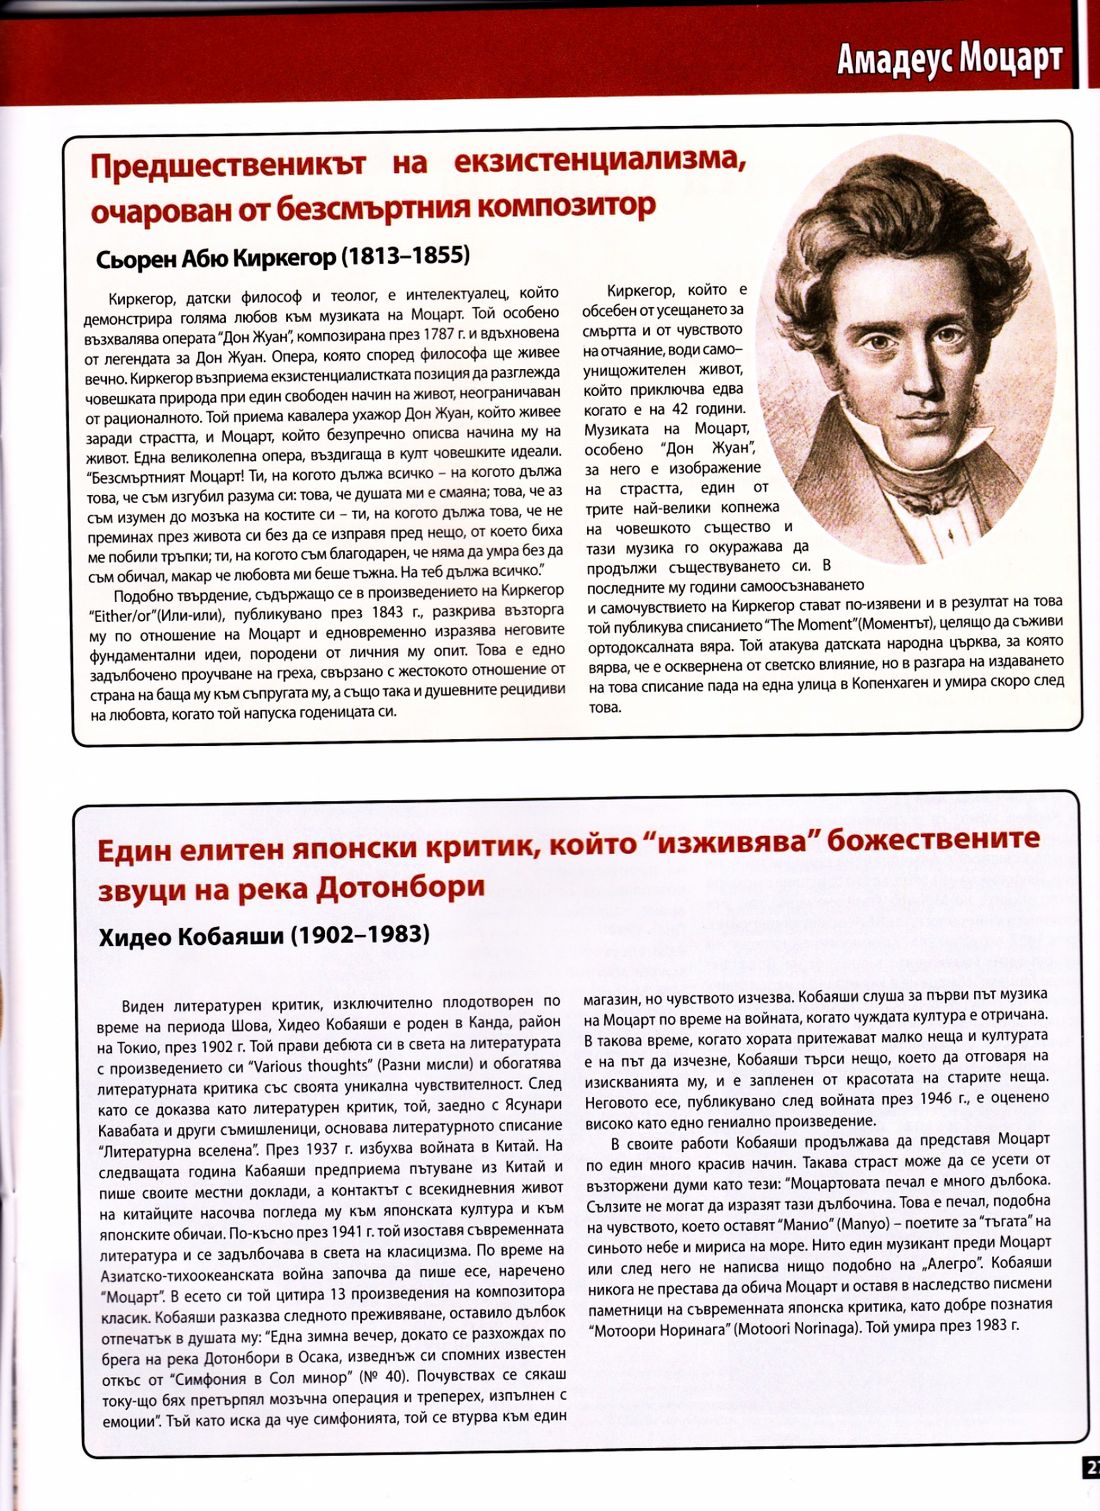 Амадеус Моцарт
Предшественикът на екзистенциализма,
очарован от безсмъртния композитор
Сьорен Абю Киркегор (1813–1855)
Киркегор, датски философ и теолог, е интелектуалец, който
демонстрира голяма любов към музиката на Моцарт. Той особено
възхвалява операта “Дон Жуан”, композирана през 1787 г. и вдъхновена
от легендата за Дон Жуан. Опера, която според философа ще живее
вечно. Киркегор възприема екзистенциалистката позиция да разглежда
човешката природа при един свободен начин на живот, неограничаван
от рационалното. Той приема кавалера ухажор Дон Жуан, който живее
заради страстта, и Моцарт, който безупречно описва начина му на
живот. Една великолепна опера, въздигаща в култ човешките идеали.
“Безсмъртният Моцарт! Ти, на когото дължа всичко – на когото дължа
това, че съм изгубил разума си: това, че душата ми е смаяна; това, че аз
съм изумен до мозъка на костите си – ти, на когото дължа това, че не
преминах през живота си без да се изправя пред нещо, от което биха
ме побили тръпки; ти, на когото съм благодарен, че няма да умра без да
съм обичал, макар че любовта ми беше тъжна. На теб дължа всичко.”
Подобно твърдение, съдържащо се в произведението на Киркегор
“Either/or”(Или-или), публикувано през 1843 г., разкрива възторга
му по отношение на Моцарт и едновременно изразява неговите
фундаментални идеи, породени от личния му опит. Това е едно
задълбочено проучване на греха, свързано с жестокото отношение от
страна на баща му към съпругата му, а също така и душевните рецидиви
на любовта, когато той напуска годеницата си.
Киркегор, който е
обсебен от усещането за
смъртта и от чувството
на отчаяние, води само–
унищожителен живот,
който приключва едва
когато е на 42 години.
Музиката на Моцарт,
особено “Дон Жуан”,
за него е изображение
на страстта, един от
трите най-велики копнежа
на човешкото същество и
тази музика го окуражава да
продължи съществуването си. В
последните му години самоосъзнаването
и самочувствието на Киркегор стават по-изявени и в резултат на това
той публикува списанието “The Moment”(Моментът), целящо да съживи
ортодоксалната вяра. Той атакува датската народна църква, за която
вярва, че е осквернена от светско влияние, но в разгара на издаването
на това списание пада на една улица в Копенхаген и умира скоро след
това.
Един елитен японски критик, който “изживява” божествените
звуци на река Дотонбори
Хидео Кобаяши (1902–1983)
Виден литературен критик, изключително плодотворен по
време на периода Шова, Хидео Кобаяши е роден в Канда, район
на Токио, през 1902 г. Той прави дебюта си в света на литературата
с произведението си “Various thoughts” (Разни мисли) и обогатява
литературната критика със своята уникална чувствителност. След
като се доказва като литературен критик, той, заедно с Ясунари
Кавабата и други съмишленици, основава литературното списание
“Литературна вселена”. През 1937 г. избухва войната в Китай. На
следващата година Кабаяши предприема пътуване из Китай и
пише своите местни доклади, а контактът с всекидневния живот
на китайците насочва погледа му към японската култура и към
японските обичаи. По-късно през 1941 г. той изоставя съвременната
литература и се задълбочава в света на класицизма. По време на
Азиатско-тихоокеанската война започва да пише есе, наречено
“Моцарт”. В есето си той цитира 13 произведения на композитора
класик. Кобаяши разказва следното преживяване, оставило дълбок
отпечатък в душата му: “Една зимна вечер, докато се разхождах по
брега на река Дотонбори в Осака, изведнъж си спомних известен
откъс от “Симфония в Сол минор” (№ 40). Почувствах се сякаш
току-що бях претърпял мозъчна операция и треперех, изпълнен с
емоции”. Тъй като иска да чуе симфонията, той се втурва към един
магазин, но чувството изчезва. Кобаяши слуша за първи път музика
на Моцарт по време на войната, когато чуждата култура е отричана.
В такова време, когато хората притежават малко неща и културата
е на път да изчезне, Кобаяши търси нещо, което да отговаря на
изискванията му, и е запленен от красотата на старите неща.
Неговото есе, публикувано след войната през 1946 г., е оценено
високо като едно гениално произведение.
В своите работи Кобаяши продължава да представя Моцарт
по един много красив начин. Такава страст може да се усети от
възторжени думи като тези: “Моцартовата печал е много дълбока.
Сълзите не могат да изразят тази дълбочина. Това е печал, подобна
на чувството, което оставят “Манио” (Manyo) – поетите за “тъгата” на
синьото небе и мириса на море. Нито един музикант преди Моцарт
или след него не написва нищо подобно на „Алегро”. Кобаяши
никога не престава да обича Моцарт и оставя в наследство писмени
паметници на съвременната японска критика, като добре познатия
“Мотоори Норинага” (Motoori Norinaga). Той умира през 1983 г.